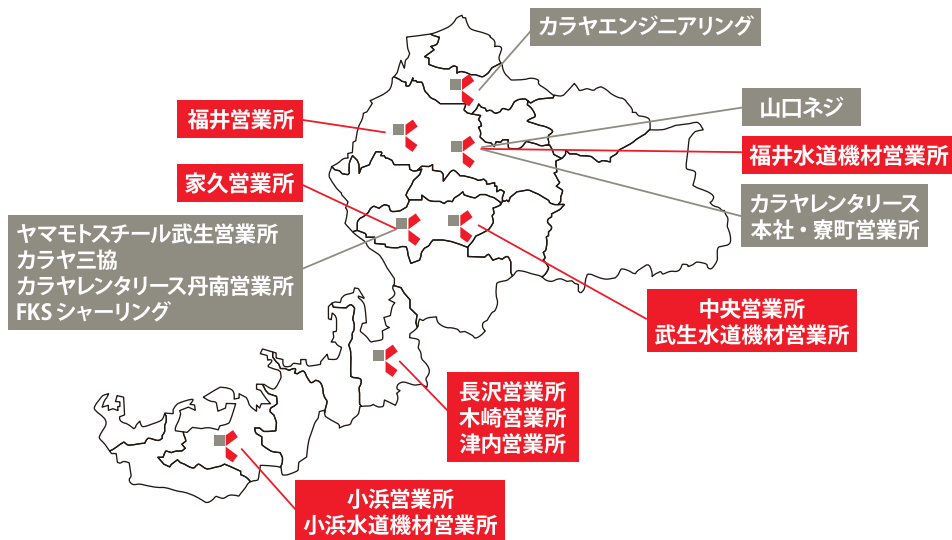 カラヤエンジニアリング
山口ネジ
福井営業所
福井水道機材営業所
家久営業所
カラヤレンタリース
本社・寮町営業所
ヤマモトスチール武生営業所
カラヤ三協
カラヤレンタリース丹南営業所
FKSシャーリング
中央営業所
武生水道機材営業所
長沢営業所
木崎営業所
津内営業所
小浜営業所
小浜水道機材営業所